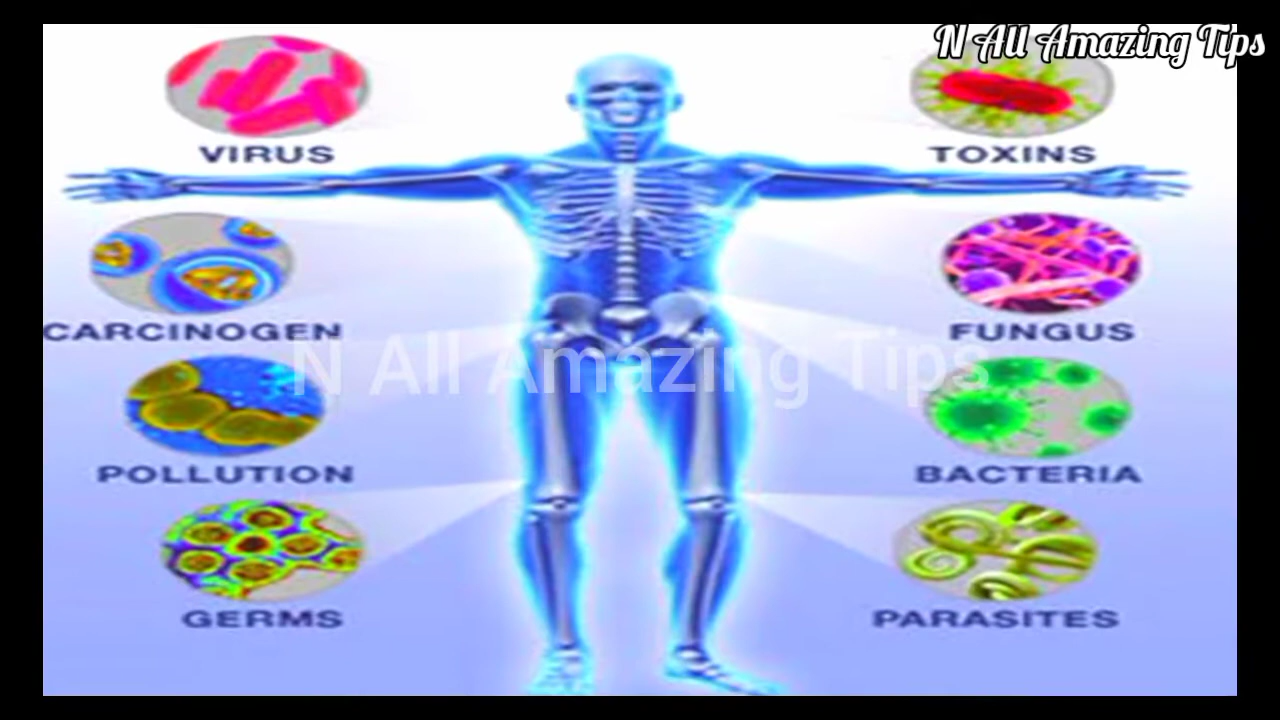 N All Amazing Tips
VIRUS
TOXINS
CARCINOGEN
FUNGUS
N All Amazing Tips
POLLUTION
BACTERIA
GERMS
PARASITES